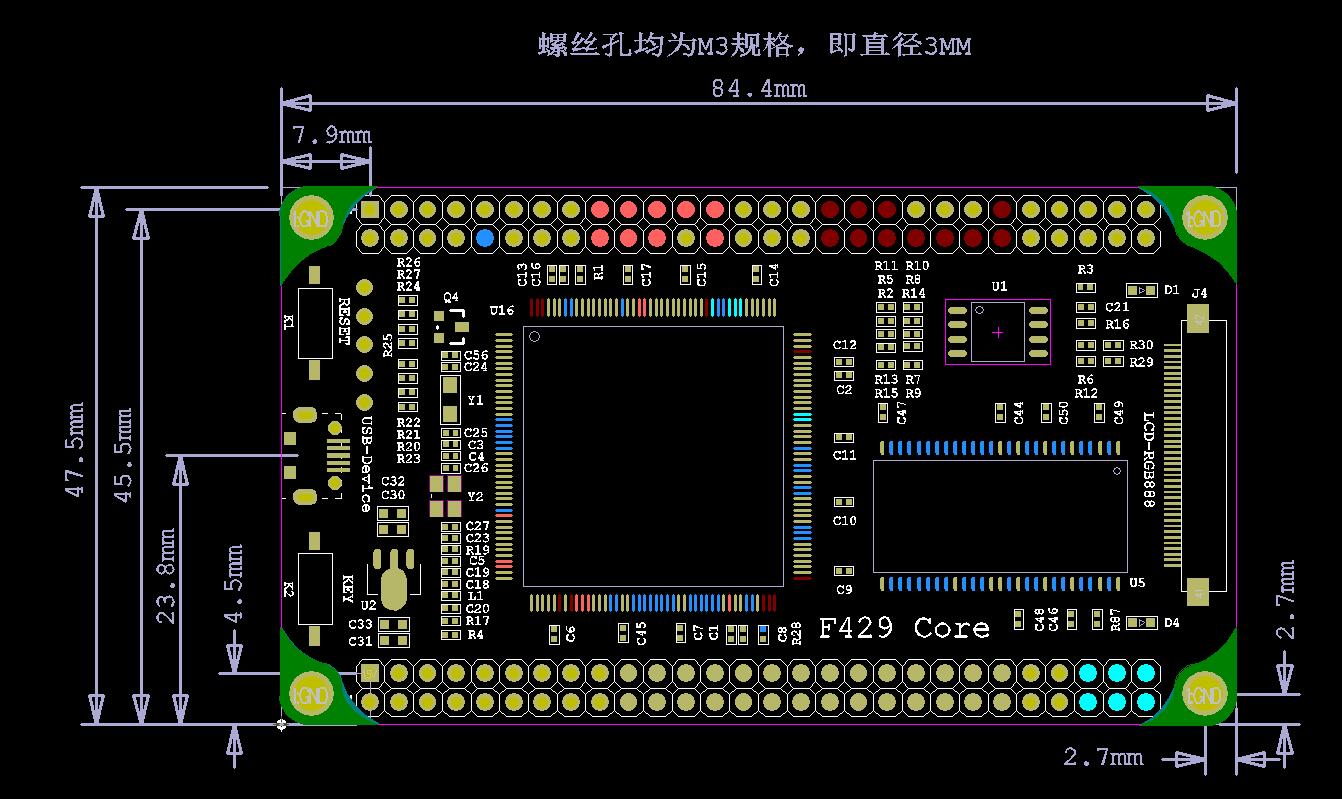 螺丝孔均为M3规格，即直径3MM
84.4mm
7.9mm
47.5mm
45.5mm
23.8mm
4.5mm
2.7mm
2.7mm
GND
GND
GND
GND
R26
R27
R24
R25
R22
R21
R20
R23
C13
C16
R1
C17
C15
C14
R11
R10
R5
R8
R2
R14
R13
R7
R15
R9
U1
R3
D1
C21
R16
R30
R29
R6
R12
J4
K1
RESET
Q4
U16
C56
C24
Y1
C25
C3
C4
C26
Y2
C12
C2
C11
C10
C9
C47
C44
C50
C49
LCD-RGB888
USB-Device
C32
C30
C27
C23
R19
C5
C19
C18
L1
C20
R17
R4
K2
KEY
U2
C33
C31
C6
C45
C7
C1
C8
R28
F429 Core
U5
C48
C46
R87
D4